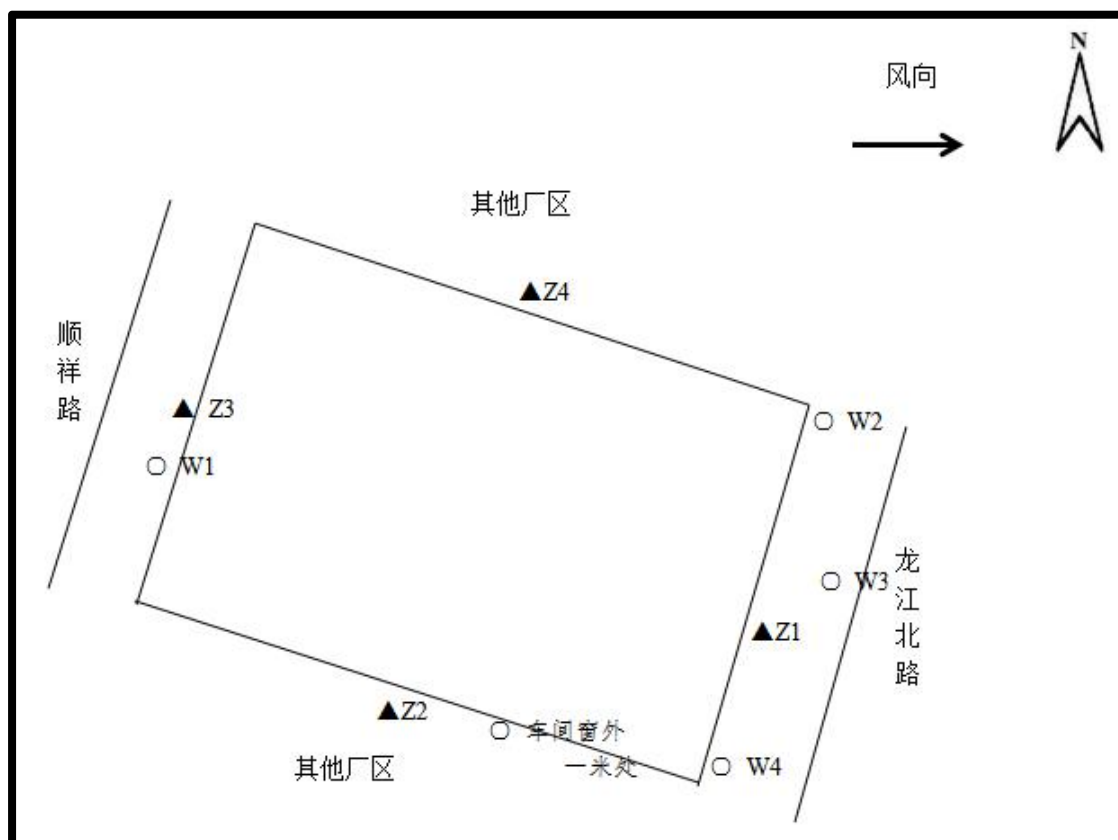 N
风向
其他厂区
▲Z4
顺祥路
▲ Z3
○ W1
○ W2
○ W3
龙江北路
▲Z1
▲Z2
○ 车间窗外
一米处
○ W4
其他厂区